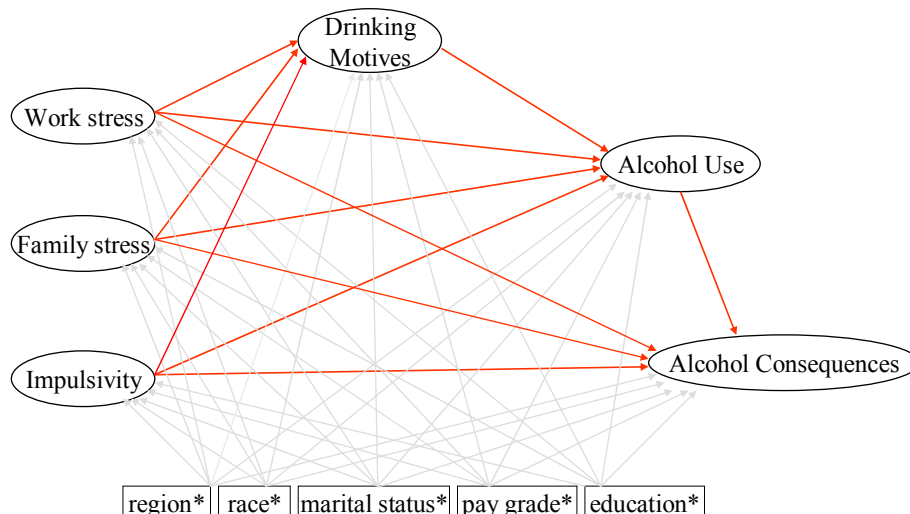 Drinking
Motives
Work stress
Alcohol Use
Family stress
Alcohol Consequences
Impulsivity
region* race* marital status* pay grade* education*